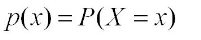 p(x) = P(X = x)